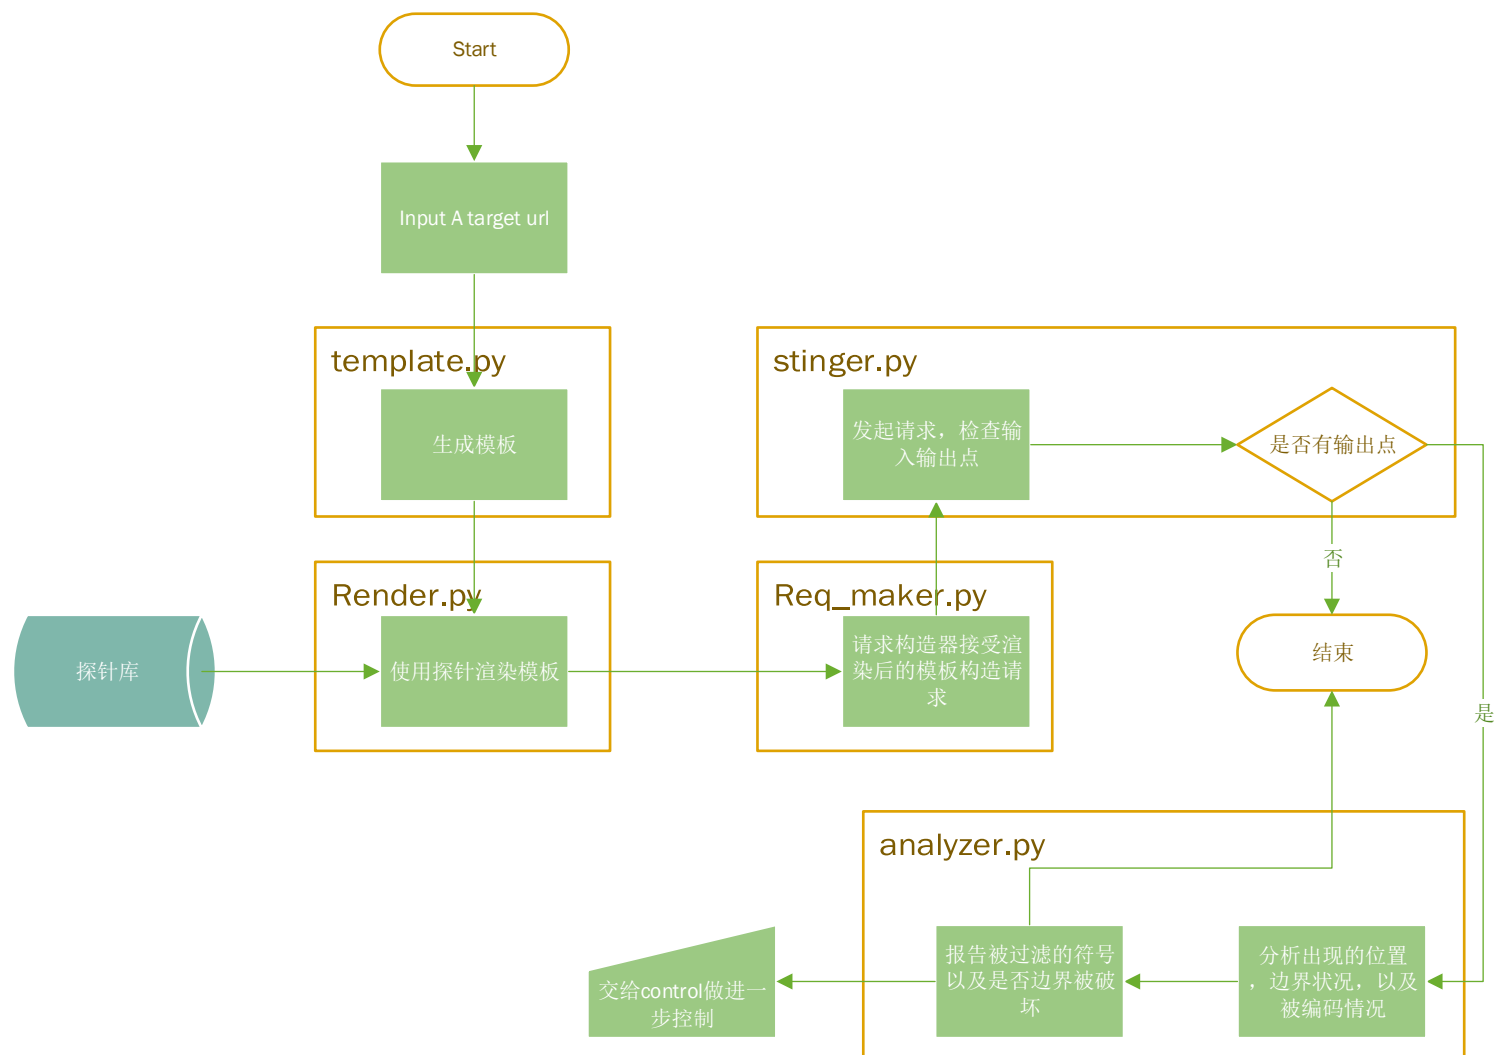 Start
Input A target url
template.py
生成模板
stinger.py
发起请求，检查输
入输出点
是否有输出点
否
是
Render.py
探针库
使用探针渲染模板
Req_maker.py
请求构造器接受渲
染后的模板构造请
求
结束
analyzer.py
交给control做进一
步控制
报告被过滤的符号
以及是否边界被破
坏
分析出现的位置
，边界状况，以及
被编码情况